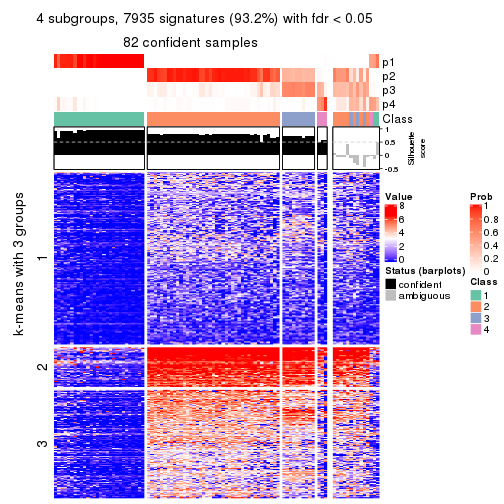 4 subgroups, 7935 signatures (93.2%) with fdr < 0.05
82 confident samples
p1
p2
p3
p4
Class
1
0.5
0
-0.5
Silhouette
score
k-means with 3 groups
1
2
3
Value
8
6
4
2
0
Status (barplots)
confident
ambiguous
Prob
1
0.8
0.6
0.4
0.2
0
Class
1
2
3
4